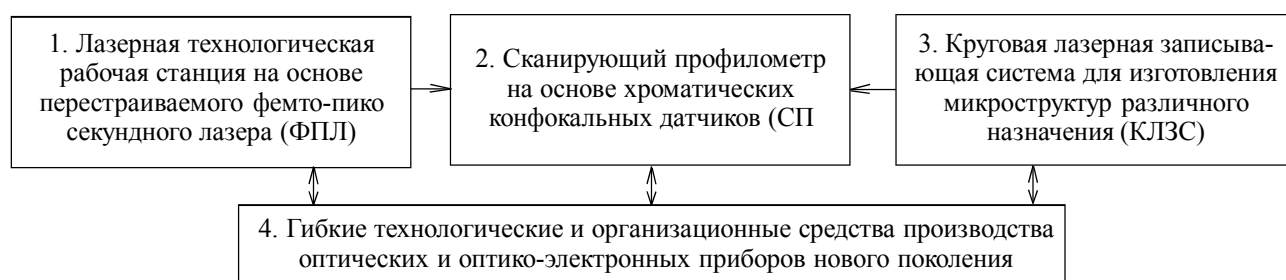 1. Лазерная технологическая
рабочая станция на основе
перестраиваемого фемто-пико
секундного лазера (ФПЛ)
2. Сканирующий профилометр
на основе хроматических
конфокальных датчиков (СП
3. Круговая лазерная записыва-
ющая система для изготовления
микроструктур различного
назначения (КЛЗС)
4. Гибкие технологические и организационные средства производства
оптических и оптико-электронных приборов нового поколения